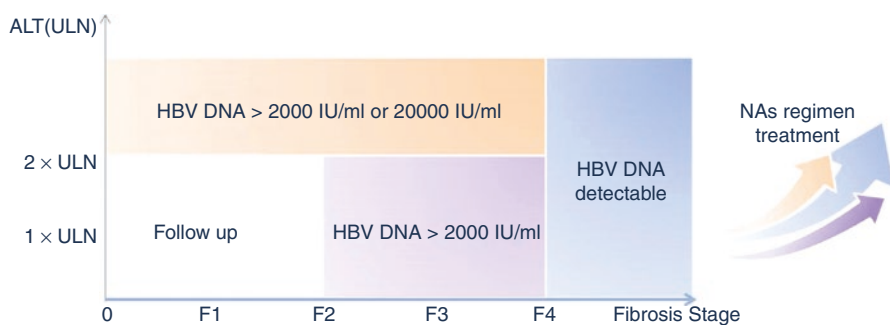 ALT(ULN)
HBV DNA > 2000 IU/ml or 20000 IU/ml
NAs regimen
treatment
2 × ULN
HBV DNA
detectable
1 × ULN
Follow up
HBV DNA > 2000 IU/ml
0
F1
F2
F3
F4
Fibrosis Stage